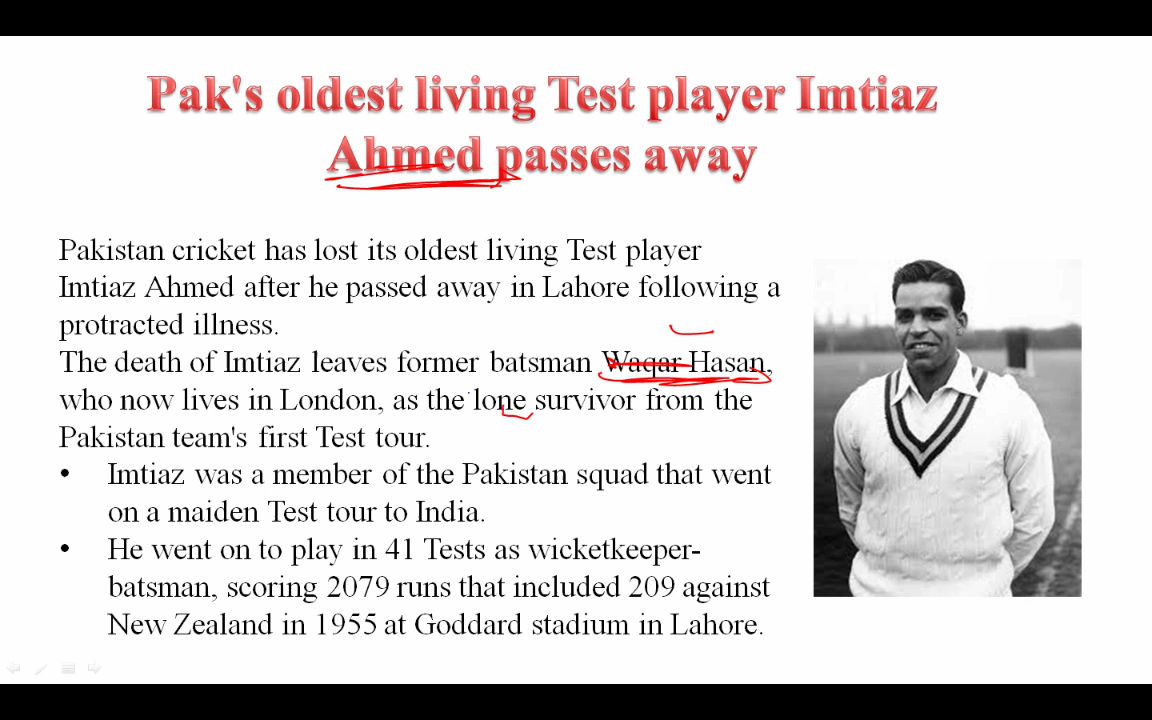 Pak's oldest living Test player Imtiaz
Ahmed passes away
Pakistan cricket has lost its oldest living Test player
Imtiaz Ahmed after he passed away in Lahore following a
protracted illness.
The death of Imtiaz leaves former batsman Waqar Hasan,
who now lives in London, as the lone survivor from the
Pakistan team's first Test tour.
• Imtiaz was a member of the Pakistan squad that went
on a maiden Test tour to India.
• He went on to play in 41 Tests as wicketkeeper-
batsman, scoring 2079 runs that included 209 against
New Zealand in 1955 at Goddard stadium in Lahore.